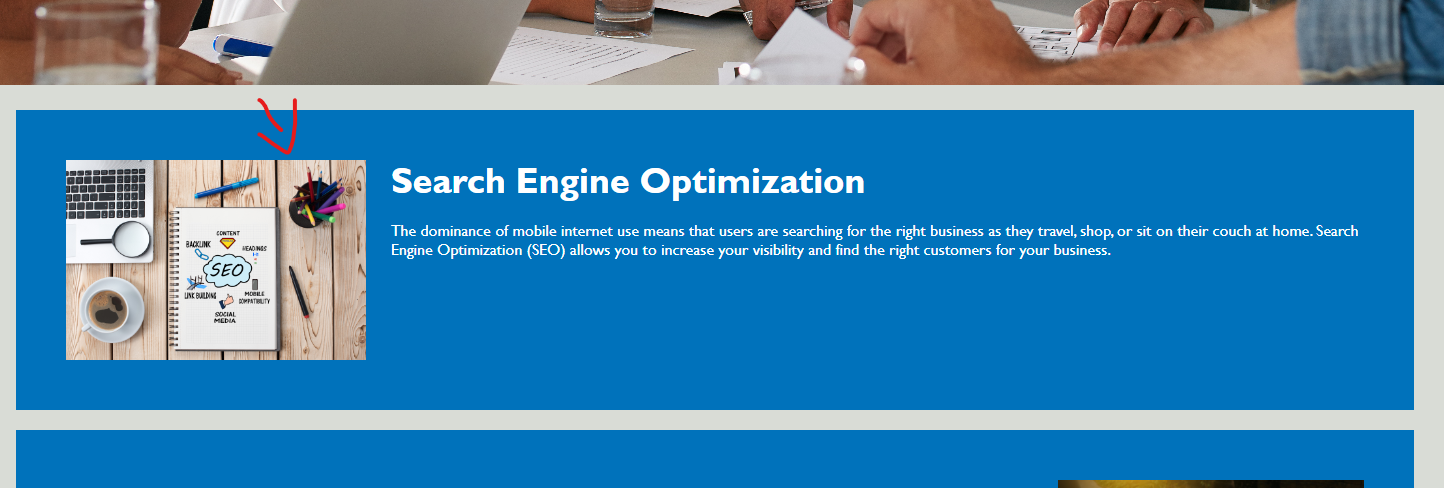 Search Engine Optimization
The dominance of mobile internet use means that users are searching for the right business as they travel, shop, or sit on their couch at home. Search
Engine Optimization (SEO) allows you to increase your visibility and find the right customers for your business.
CONTENT
BACKLINK
HEADINGS
SEO
LINK BUILDING
MOBILE
COMPATIBILITY
SOCIAL
MEDIA